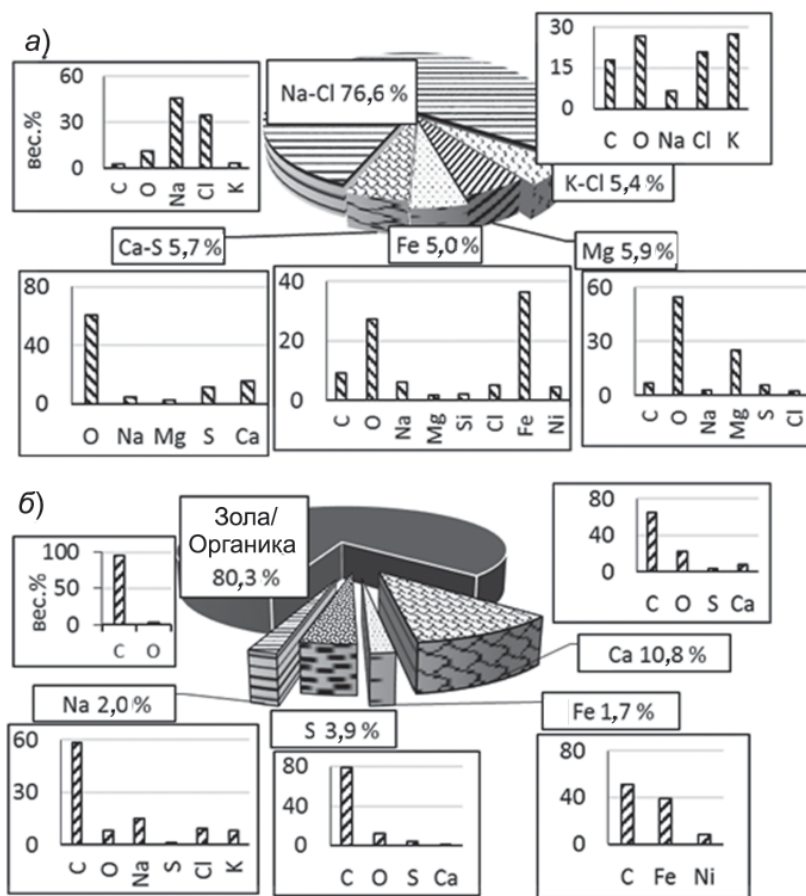 а)
60
30
0
вес.%
C O Na Cl K
Na-Cl 76,6 %
30
15
0
C O Na Cl K
K-Cl 5,4 %
Ca-S 5,7 %
Fe 5,0 %
Mg 5,9 %
80
40
0
O Na Mg S Ca
40
20
0
C O Na Mg Si Cl Fe Ni
60
30
0
C O Na Mg S Cl
б)
Зола/
Органика
80,3 %
100
50
0
вес.%
C O
80
40
0
C O S Ca
Ca 10,8 %
Na 2,0 %
S 3,9 %
Fe 1,7 %
60
30
0
C O Na S Cl K
80
40
0
C O S Ca
80
40
0
C Fe Ni